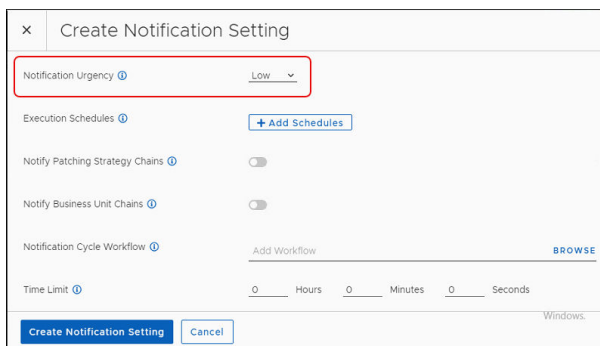 × Create Notification Setting
Notification Urgency Low
Execution Schedules + Add Schedules
Notify Patching Strategy Chains
Notify Business Unit Chains
Notification Cycle Workflow Add Workflow BROWSE
Time Limit 0 Hours 0 Minutes 0 Seconds
Windows.
Create Notification Setting Cancel